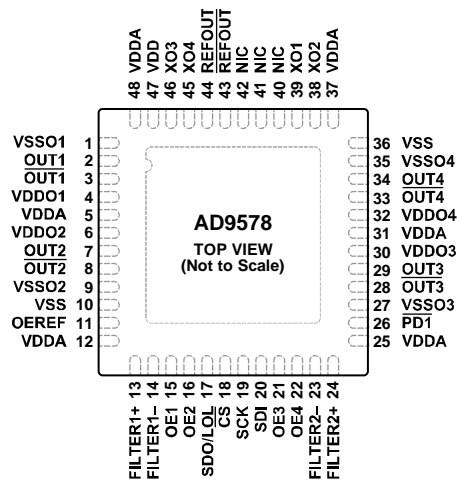 48 VDDA
47 VDD
46 XO3
45 XO4
44 REFOUT
43 REFOUT
42 NIC
41 NIC
40 NIC
39 XO1
38 XO2
37 VDDA
VSSO1 1
OUT1 2
OUT1 3
VDDO1 4
VDDA 5
VDDO2 6
OUT2 7
OUT2 8
VSSO2 9
VSS 10
OEREF 11
VDDA 12
AD9578
TOP VIEW
(Not to Scale)
36 VSS
35 VSSO4
34 OUT4
33 OUT4
32 VDDO4
31 VDDA
30 VDDO3
29 OUT3
28 OUT3
27 VSSO3
26 PD1
25 VDDA
FILTER1+ 13
FILTER1– 14
OE1 15
OE2 16
SDO/LOL 17
CS 18
SCK 19
SDI 20
OE3 21
OE4 22
FILTER2– 23
FILTER2+ 24